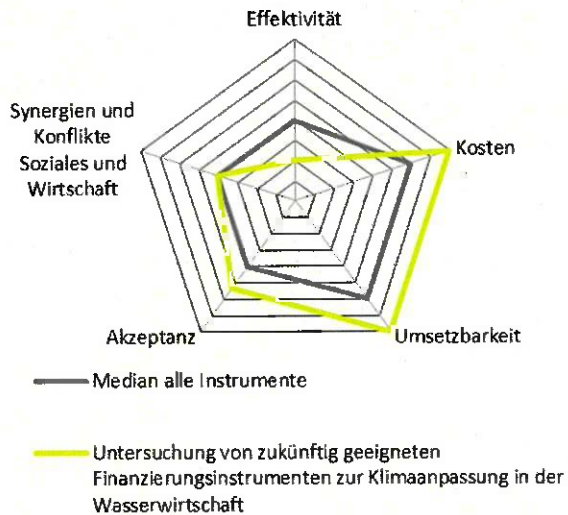 Effektivität
Synergien und
Konflikte
Soziales und
Wirtschaft
Kosten
Akzeptanz
Umsetzbarkeit
Median alle Instrumente
Untersuchung von zukünftig geeigneten
Finanzierungsinstrumenten zur Klimaanpassung in der
Wasserwirtschaft